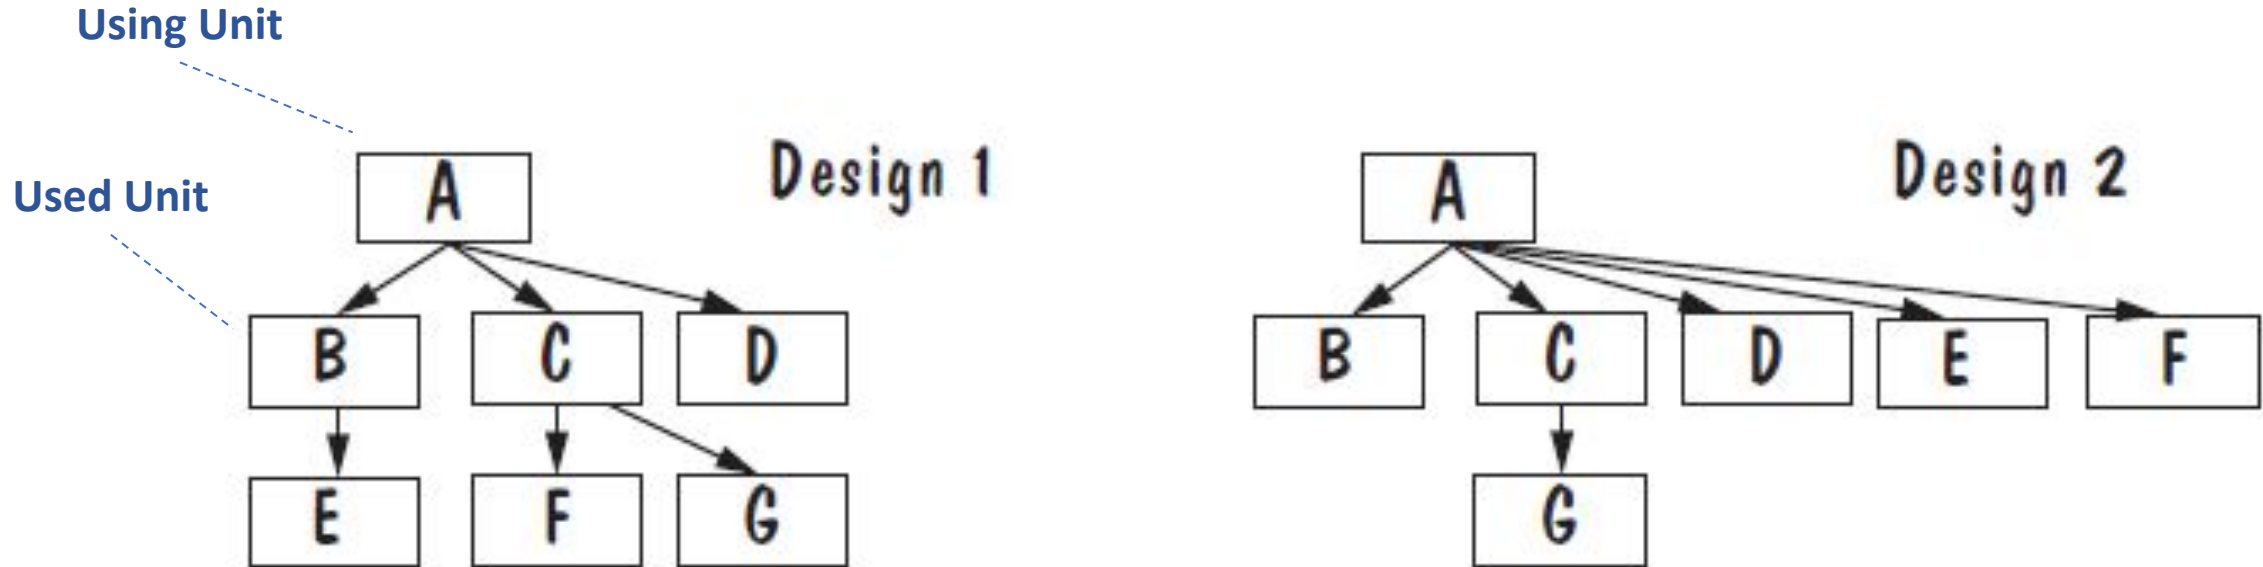 Using Unit
Used Unit
Design 1
A
B
C
D
E
F
G
Design 2
A
B
C
D
E
F
G